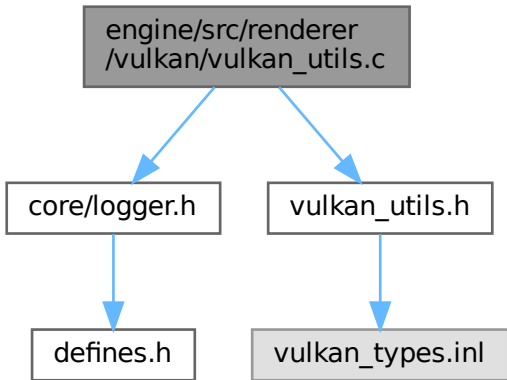 engine/src/renderer
/vulkan/vulkan_utils.c
core/logger.h
vulkan_utils.h
defines.h
vulkan_types.inl